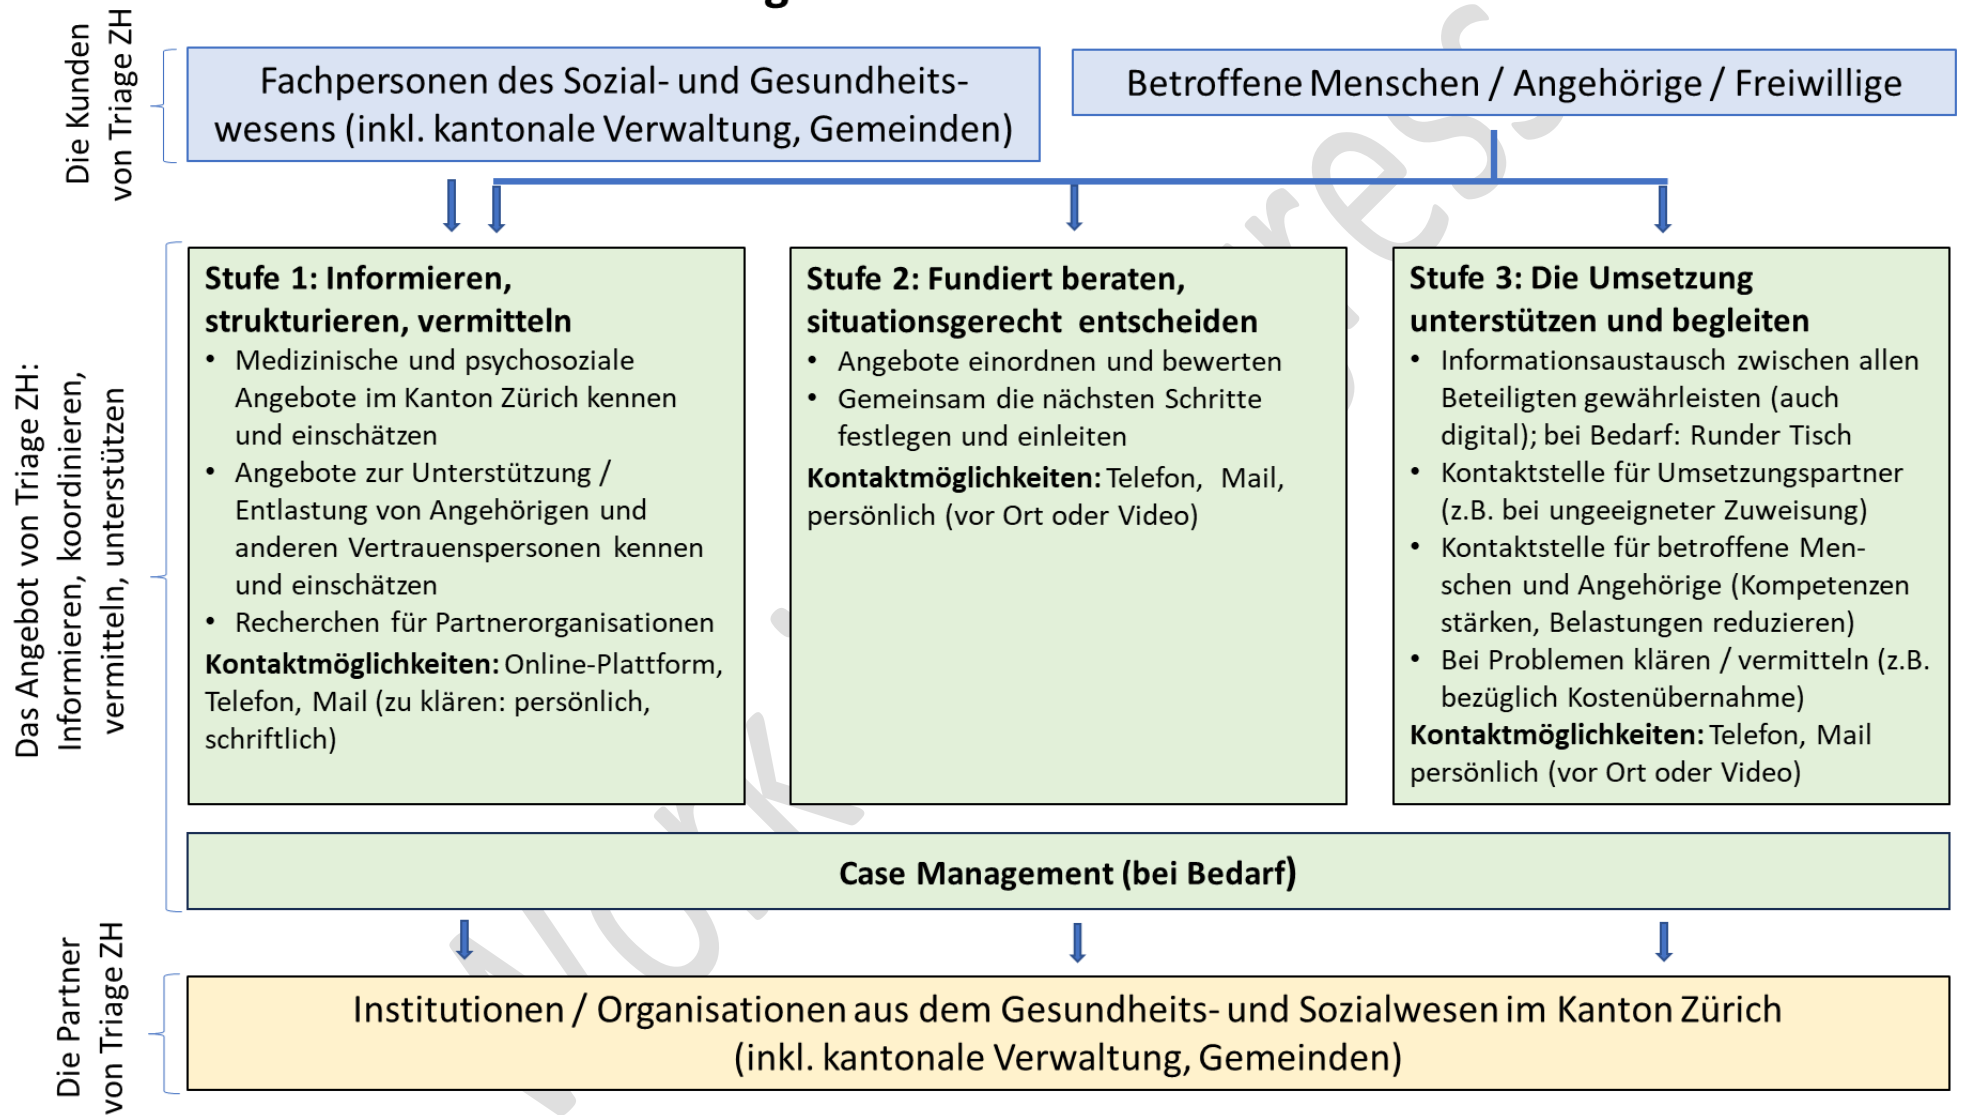 Die Kunden
von Triage ZH
Fachpersonen des Sozial- und Gesundheits-
wesens (inkl. kantonale Verwaltung, Gemeinden)
Betroffene Menschen / Angehörige / Freiwillige
Das Angebot von Triage ZH:
Informieren, koordinieren,
vermitteln, unterstützen
Stufe 1: Informieren,
strukturieren, vermitteln
• Medizinische und psychosoziale
Angebote im Kanton Zürich kennen
und einschätzen
• Angebote zur Unterstützung /
Entlastung von Angehörigen und
anderen Vertrauenspersonen kennen
und einschätzen
• Recherchen für Partnerorganisationen
Kontaktmöglichkeiten: Online-Plattform,
Telefon, Mail (zu klären: persönlich,
schriftlich)
Stufe 2: Fundiert beraten,
situationsgerecht entscheiden
• Angebote einordnen und bewerten
• Gemeinsam die nächsten Schritte
festlegen und einleiten
Kontaktmöglichkeiten: Telefon, Mail,
persönlich (vor Ort oder Video)
Stufe 3: Die Umsetzung
unterstützen und begleiten
• Informationsaustausch zwischen allen
Beteiligten gewährleisten (auch
digital); bei Bedarf: Runder Tisch
• Kontaktstelle für Umsetzungspartner
(z.B. bei ungeeigneter Zuweisung)
• Kontaktstelle für betroffene Men-
schen und Angehörige (Kompetenzen
stärken, Belastungen reduzieren)
• Bei Problemen klären / vermitteln (z.B.
bezüglich Kostenübernahme)
Kontaktmöglichkeiten: Telefon, Mail
persönlich (vor Ort oder Video)
Case Management (bei Bedarf)
Die Partner
von Triage ZH
Institutionen / Organisationen aus dem Gesundheits- und Sozialwesen im Kanton Zürich
(inkl. kantonale Verwaltung, Gemeinden)